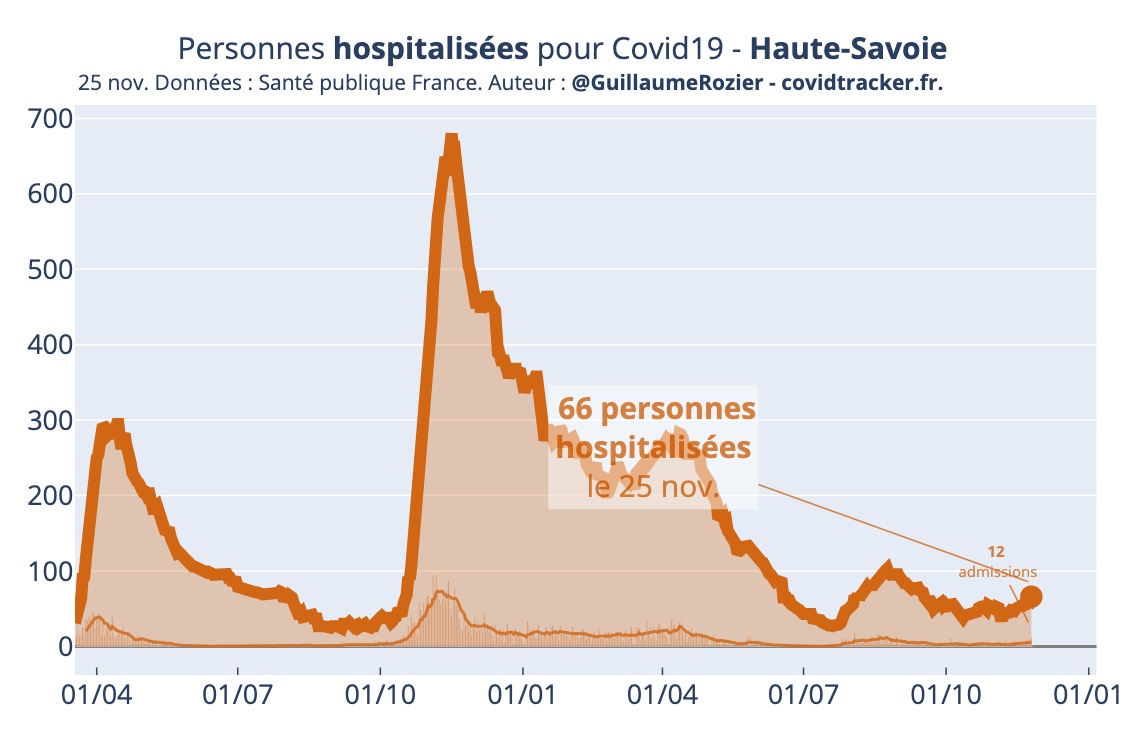 Personnes hospitalisées pour Covid19 - Haute-Savoie
25 nov. Données : Santé publique France. Auteur : @GuillaumeRozier - covidtracker.fr.
700
600
500
400
300
200
100
0
66 personnes
hospitalisées
le 25 nov.
12
admissions
01/04 01/07 01/10 01/01 01/04 01/07 01/10 01/01